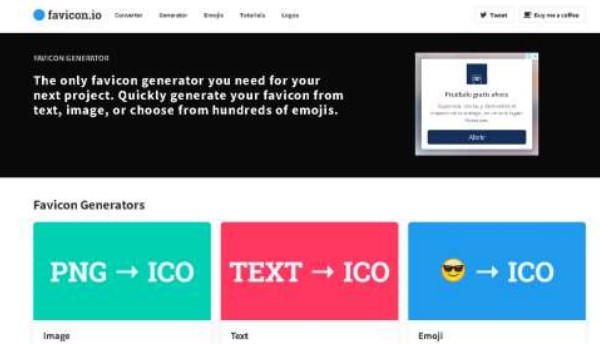 favicon.io Converter Generator Emojis Tutorials Logos Tweet Buy me a coffee
FAVICON GENERATOR
The only favicon generator you need for your
next project. Quickly generate your favicon from
text, image, or choose from hundreds of emojis.
Pruébalo gratis ahora
Abrir
Favicon Generators
PNG → ICO
TEXT → ICO
😎 → ICO
Image
Text
Emoji